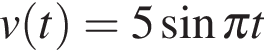 v(t) = 5 sin πt